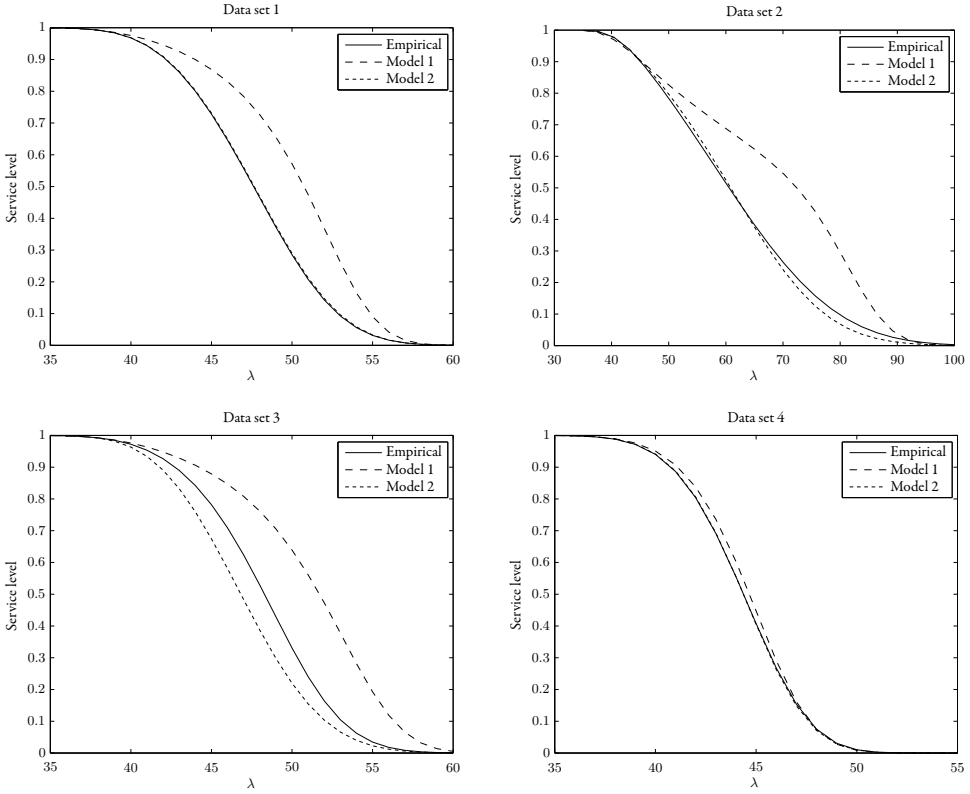 Data set 1
1
0.9
0.8
0.7
0.6
0.5
0.4
0.3
0.2
0.1
0
Service level
35 40 45 50 55 60
λ
Empirical
Model 1
Model 2
Data set 2
1
0.9
0.8
0.7
0.6
0.5
0.4
0.3
0.2
0.1
0
Service level
30 40 50 60 70 80 90 100
λ
Empirical
Model 1
Model 2
Data set 3
1
0.9
0.8
0.7
0.6
0.5
0.4
0.3
0.2
0.1
0
Service level
35 40 45 50 55 60
λ
Empirical
Model 1
Model 2
Data set 4
1
0.9
0.8
0.7
0.6
0.5
0.4
0.3
0.2
0.1
0
Service level
35 40 45 50 55
λ
Empirical
Model 1
Model 2